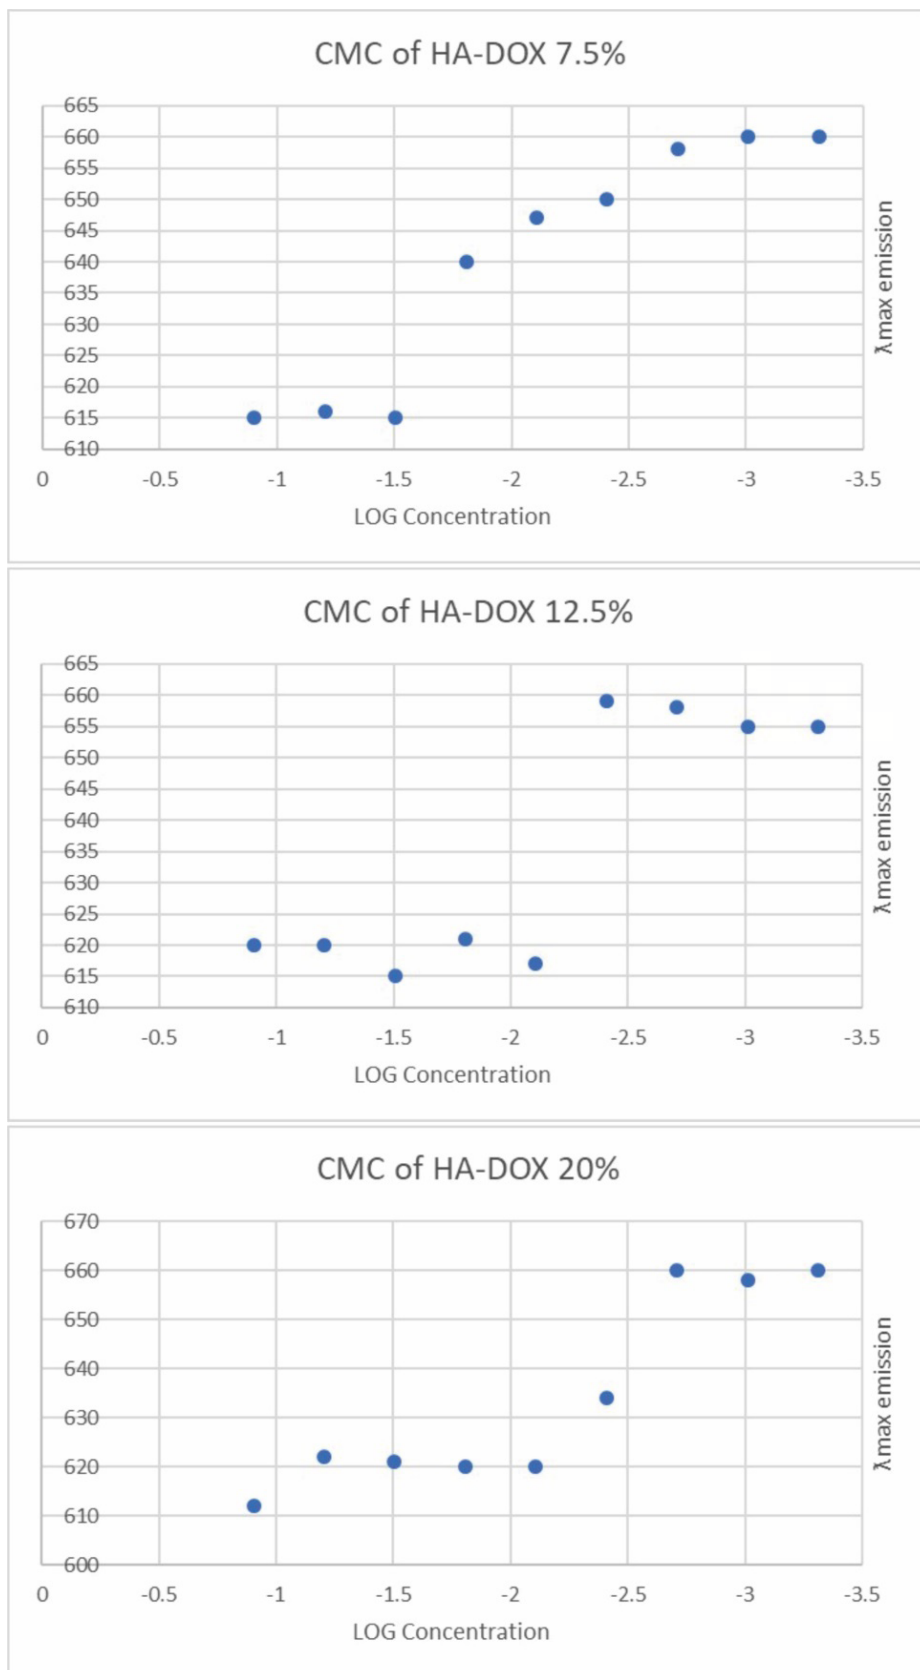 CMC of HA-DOX 7.5%
665
660
655
650
645
640
635
630
625
620
615
610
0 -0.5 -1 -1.5 -2 -2.5 -3 -3.5
LOG Concentration
λmax emission
CMC of HA-DOX 12.5%
665
660
655
650
645
640
635
630
625
620
615
610
0 -0.5 -1 -1.5 -2 -2.5 -3 -3.5
LOG Concentration
λmax emission
CMC of HA-DOX 20%
670
660
650
640
630
620
610
600
0 -0.5 -1 -1.5 -2 -2.5 -3 -3.5
LOG Concentration
λmax emission